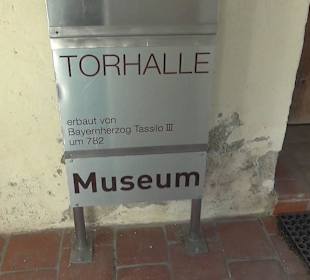 TORHALLE
erbaut von
Bayernherzog Tassilo III
um 782
Museum